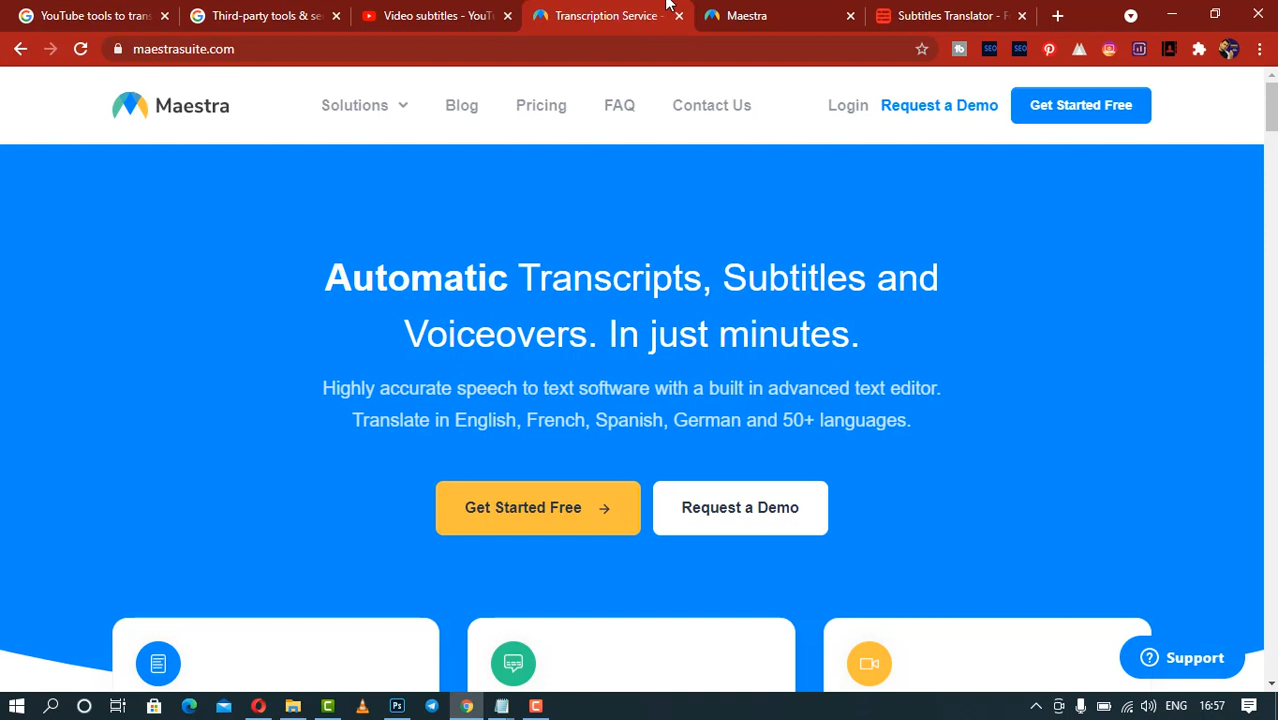 YouTube tools to trans
Third-party tools & se
Video subtitles - YouT
Transcription Service -
Maestra
Subtitles Translator - F
maestrasuite.com
SEO
SEO
Maestra
Solutions
Blog
Pricing
FAQ
Contact Us
Login
Request a Demo
Get Started Free
Automatic Transcripts, Subtitles and
Voiceovers. In just minutes.
Highly accurate speech to text software with a built in advanced text editor.
Translate in English, French, Spanish, German and 50+ languages.
Get Started Free
Request a Demo
Support
ENG
16:57